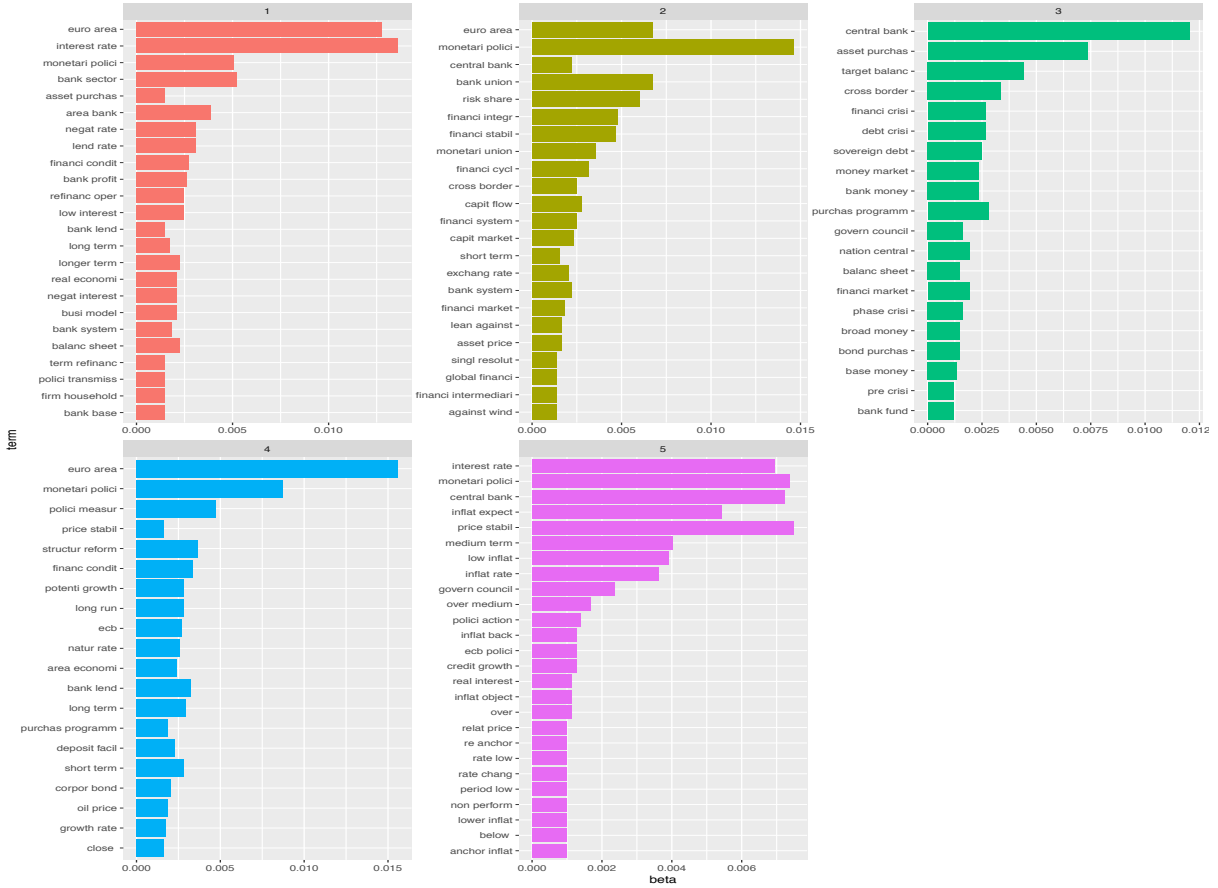 1
euro area
interest rate
monetari polici
bank sector
asset purchas
area bank
negat rate
lend rate
financi condit
bank profit
refinanc oper
low interest
bank lend
long term
longer term
real economi
negat interest
busi model
bank system
balanc sheet
term refinanc
polici transmiss
firm household
bank base
0.000 0.005 0.010
2
euro area
monetari polici
central bank
bank union
risk share
financi integr
financi stabil
monetari union
financi cycl
cross border
capit flow
financi system
capit market
short term
exchang rate
bank system
financi market
lean against
asset price
singl resolut
global financi
financi intermediari
against wind
0.000 0.005 0.010 0.015
3
central bank
asset purchas
target balanc
cross border
financi crisi
debt crisi
sovereign debt
money market
bank money
purchas programm
govern council
nation central
balanc sheet
financi market
phase crisi
broad money
bond purchas
base money
pre crisi
bank fund
0.0000 0.0025 0.0050 0.0075 0.0100 0.012
term
4
euro area
monetari polici
polici measur
price stabil
structur reform
financ condit
potenti growth
long run
ecb
natur rate
area economi
bank lend
long term
purchas programm
deposit facil
short term
corpor bond
oil price
growth rate
close
0.000 0.005 0.010 0.015
5
interest rate
monetari polici
central bank
inflat expect
price stabil
medium term
low inflat
inflat rate
govern council
over medium
polici action
inflat back
ecb polici
credit growth
real interest
inflat object
over
relat price
re anchor
rate low
rate chang
period low
non perform
lower inflat
below
anchor inflat
0.000 0.002 0.004 0.006
beta